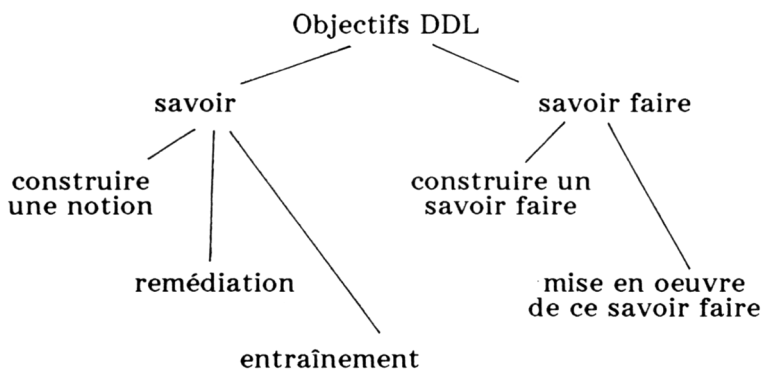 Objectifs DDL
savoir
savoir faire
construire
une notion
construire un
savoir faire
remédiation
mise en oeuvre
de ce savoir faire
entraînement